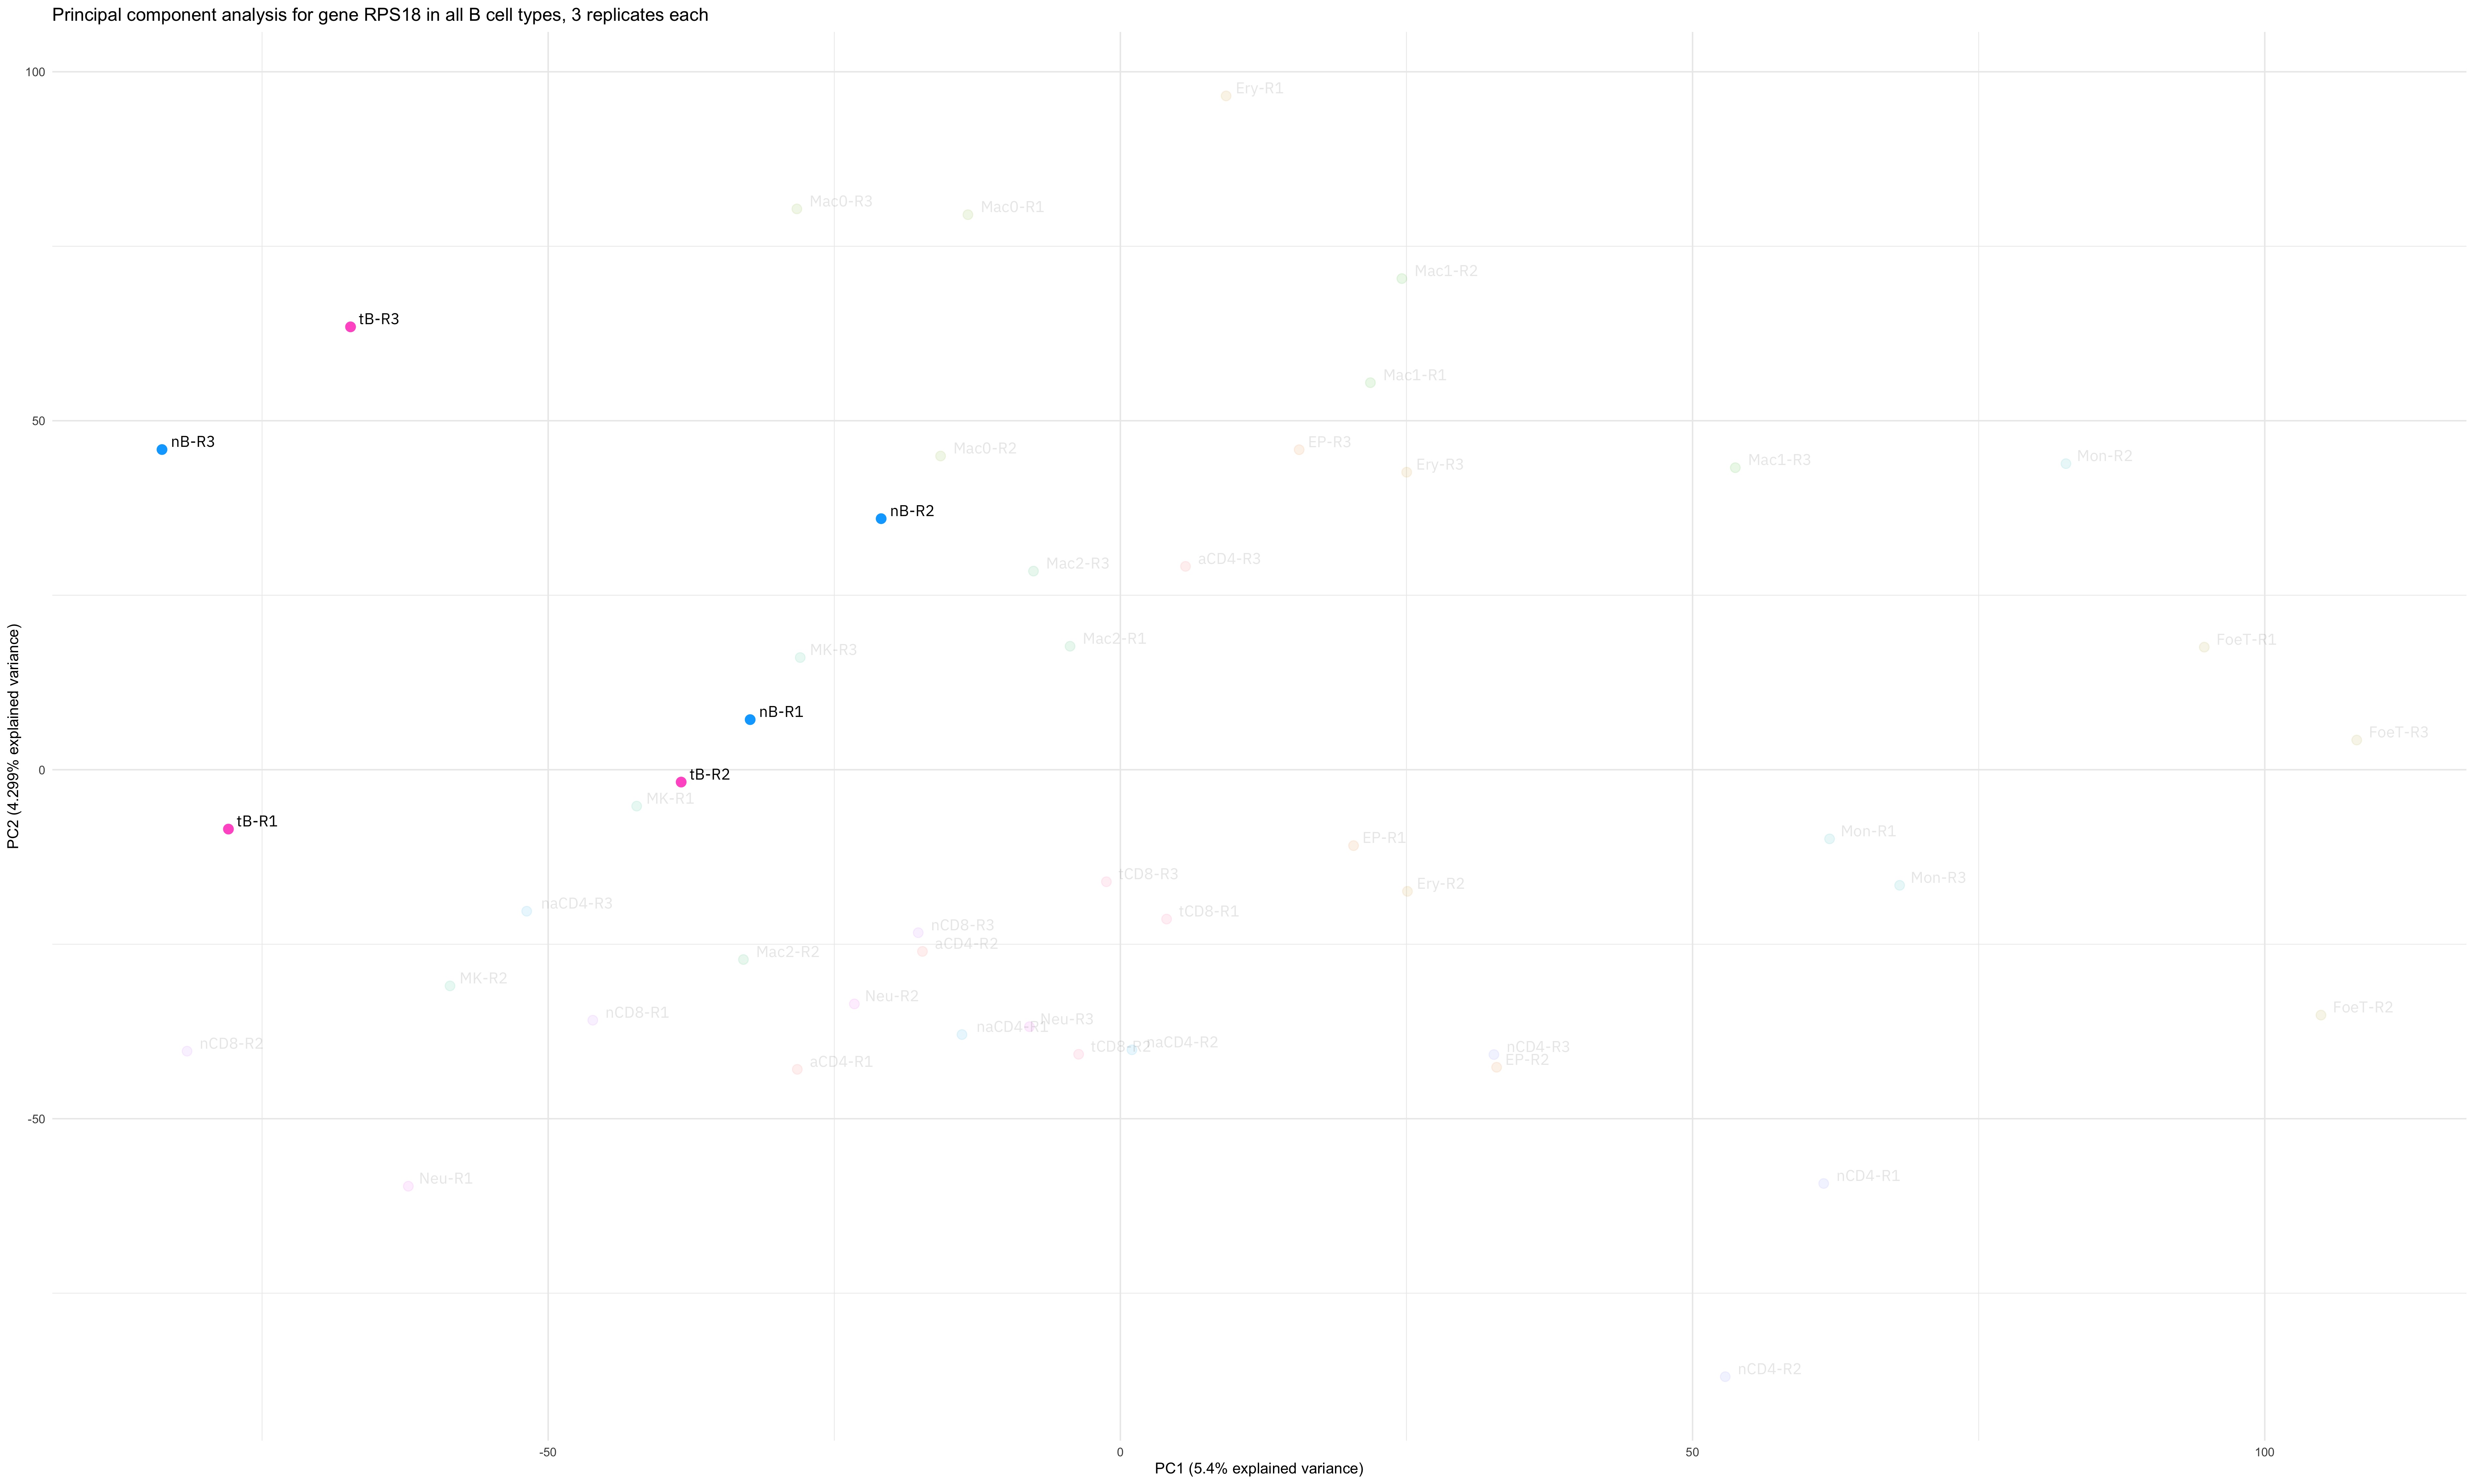 Principal component analysis for gene RPS18 in all B cell types, 3 replicates each
100
Ery-R1
Mac0-R3
Mac0-R1
Mac1-R2
tB-R3
Mac1-R1
50
nB-R3
Mac0-R2
EP-R3
Ery-R3
Mac1-R3
Mon-R2
nB-R2
Mac2-R3
aCD4-R3
Mac2-R1
FoeT-R1
MK-R3
nB-R1
FoeT-R3
PC2 (4.299% explained variance)
0
tB-R2
MK-R1
tB-R1
EP-R1
Mon-R1
tCD8-R3
Ery-R2
Mon-R3
naCD4-R3
tCD8-R1
nCD8-R3
aCD4-R2
Mac2-R2
MK-R2
Neu-R2
FoeT-R2
nCD8-R1
Neu-R3
naCD4-R1
nCD8-R2
tCD8-R2
naCD4-R2
nCD4-R3
EP-R2
aCD4-R1
-50
Neu-R1
nCD4-R1
nCD4-R2
-50
0
50
100
PC1 (5.4% explained variance)